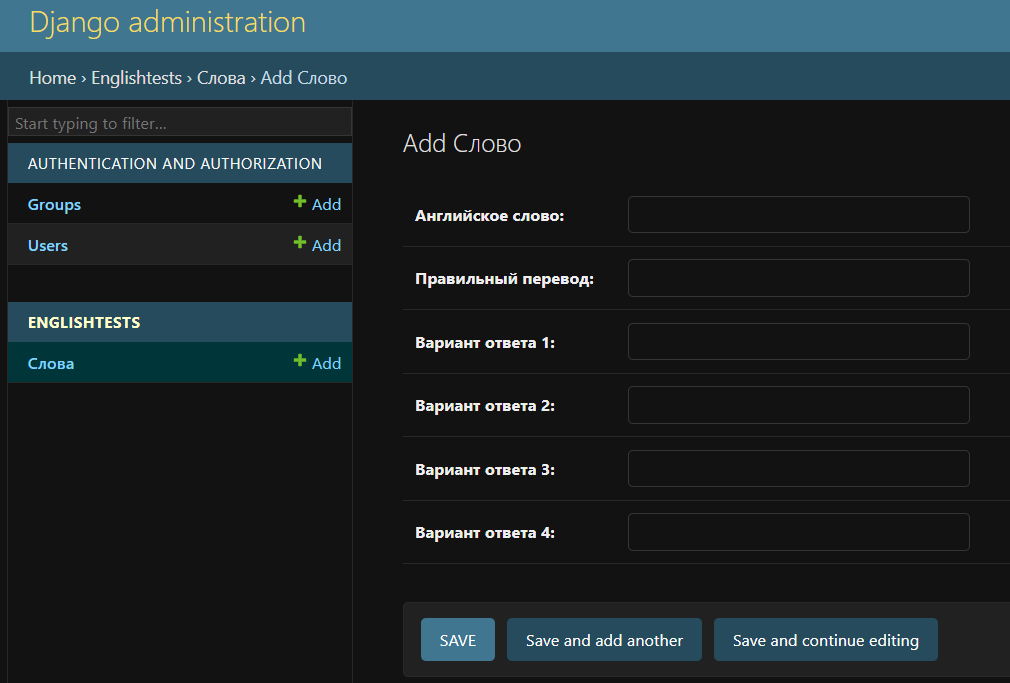 Django administration
Home › Englishtests › Слова › Add Слово
Start typing to filter...
AUTHENTICATION AND AUTHORIZATION
Groups
Add
Users
Add
ENGLISHTESTS
Слова
Add
Add Слово
Английское слово:
Правильный перевод:
Вариант ответа 1:
Вариант ответа 2:
Вариант ответа 3:
Вариант ответа 4:
SAVE
Save and add another
Save and continue editing